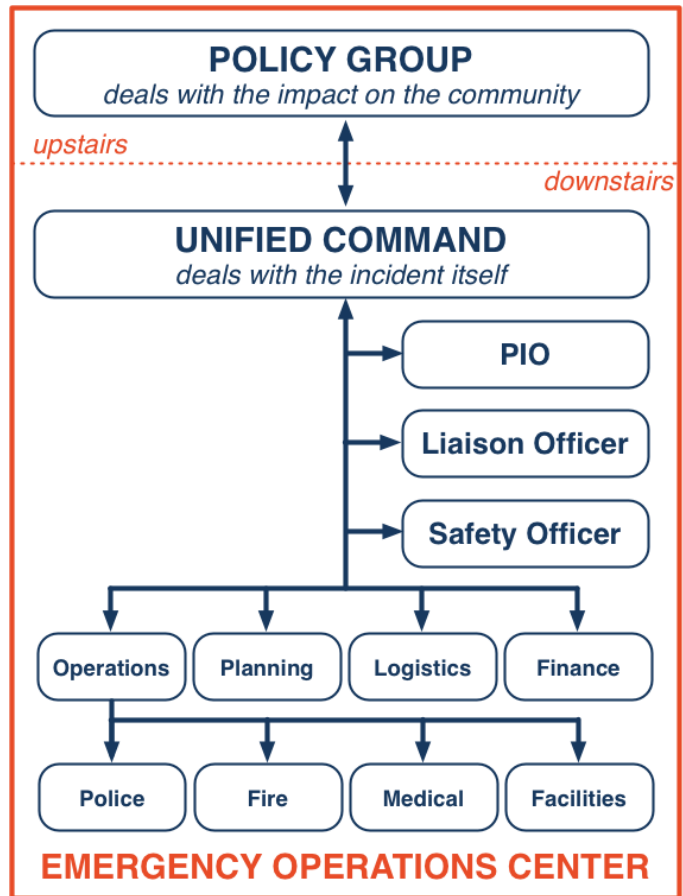 POLICY GROUP
deals with the impact on the community
upstairs
downstairs
UNIFIED COMMAND
deals with the incident itself
PIO
Liaison Officer
Safety Officer
Operations
Planning
Logistics
Finance
Police
Fire
Medical
Facilities
EMERGENCY OPERATIONS CENTER